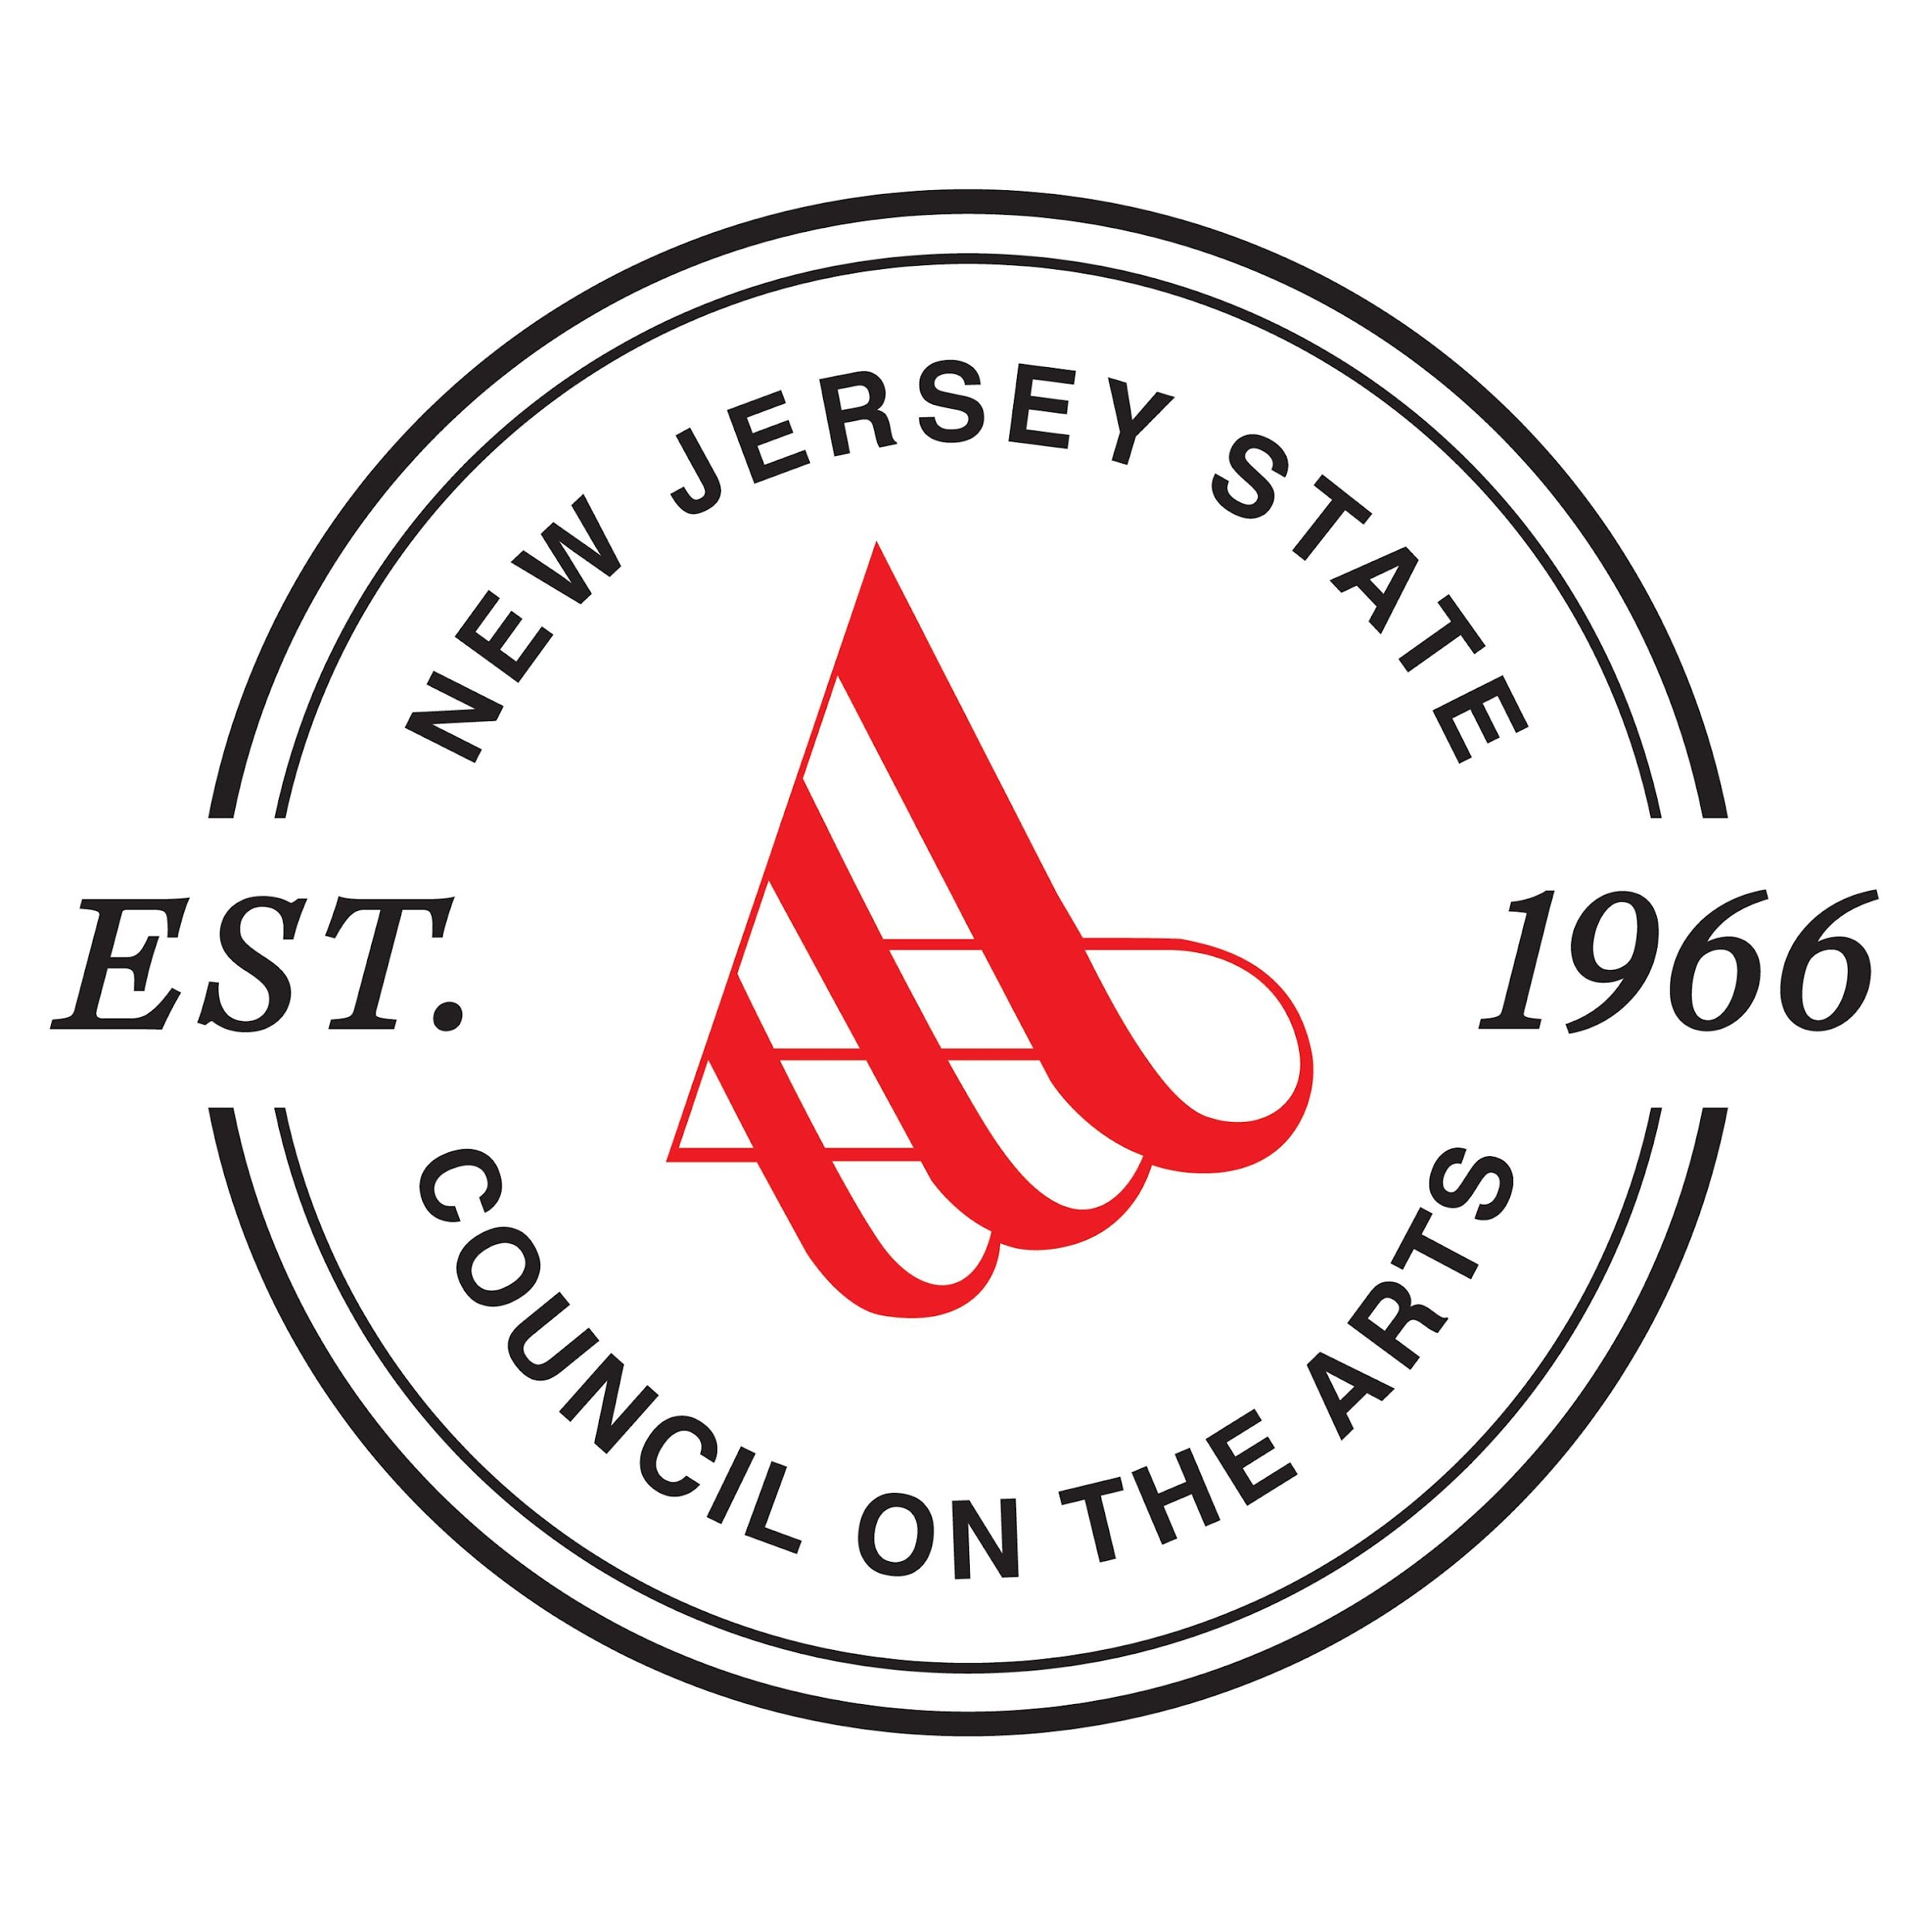 NEW JERSEY STATE
EST. 1966
COUNCIL ON THE ARTS